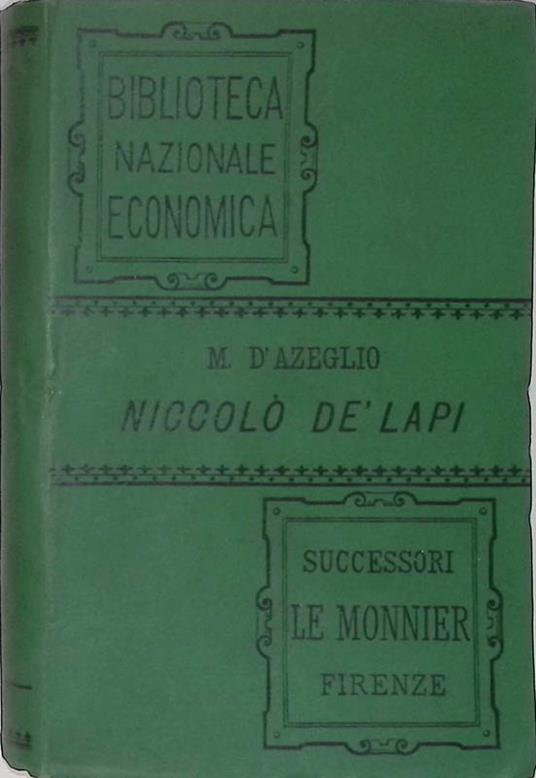 BIBLIOTECA
NAZIONALE
ECONOMICA
M. D'AZEGLIO
NICCOLÒ DE' LAPI
SUCCESSORI
LE MONNIER
FIRENZE